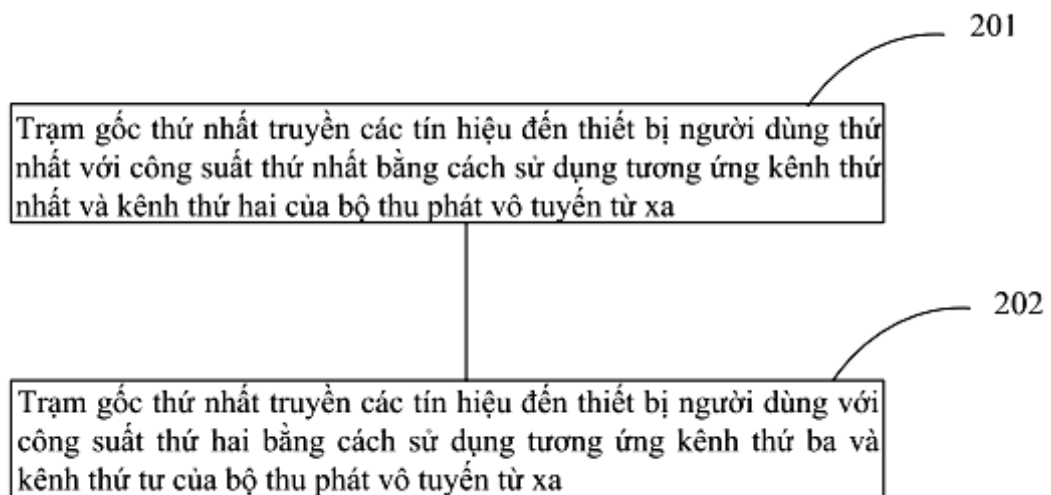 201
Trạm gốc thứ nhất truyền các tín hiệu đến thiết bị người dùng thứ
nhất với công suất thứ nhất bằng cách sử dụng tương ứng kênh thứ
nhất và kênh thứ hai của bộ thu phát vô tuyến từ xa
202
Trạm gốc thứ nhất truyền các tín hiệu đến thiết bị người dùng với
công suất thứ hai bằng cách sử dụng tương ứng kênh thứ ba và
kênh thứ tư của bộ thu phát vô tuyến từ xa